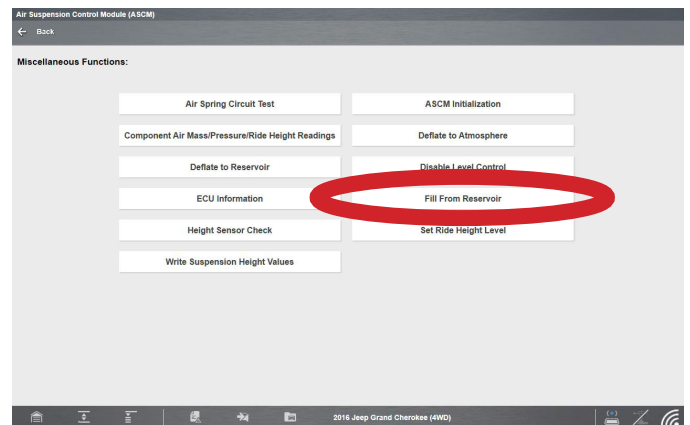 Air Suspension Control Module (ASCM)
Back
Miscellaneous Functions:
Air Spring Circuit Test
ASCM Initialization
Component Air Mass/Pressure/Ride Height Readings
Deflate to Atmosphere
Deflate to Reservoir
Disable Level Control
ECU Information
Fill From Reservoir
Height Sensor Check
Set Ride Height Level
Write Suspension Height Values
2016 Jeep Grand Cherokee (4WD)